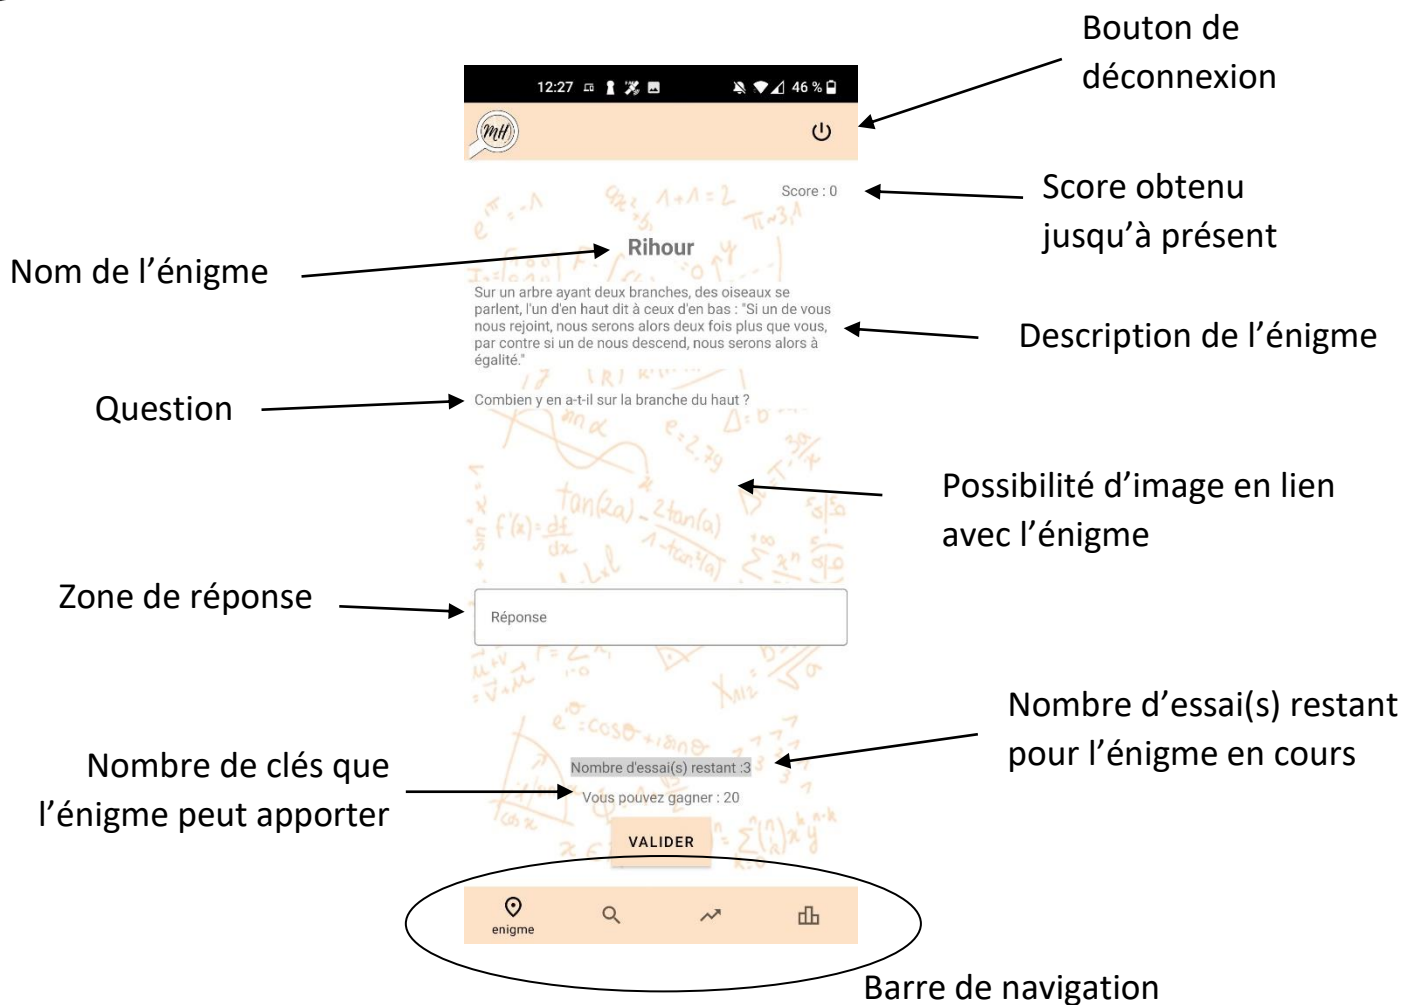 Bouton de
déconnexion
12:27
46 %
MH
Score : 0
Score obtenu
jusqu’à présent
Nom de l’énigme
Rihour
Sur un arbre ayant deux branches, des oiseaux se
parlent, l'un d'en haut dit à ceux d'en bas : "Si un de vous
nous rejoint, nous serons alors deux fois plus que vous,
par contre si un de nous descend, nous serons alors à
égalité."
Description de l’énigme
Question
Combien y en a-t-il sur la branche du haut ?
Possibilité d’image en lien
avec l’énigme
Zone de réponse
Réponse
Nombre d’essai(s) restant
pour l’énigme en cours
Nombre d'essai(s) restant :3
Nombre de clés que
l’énigme peut apporter
Vous pouvez gagner : 20
VALIDER
enigme
Barre de navigation